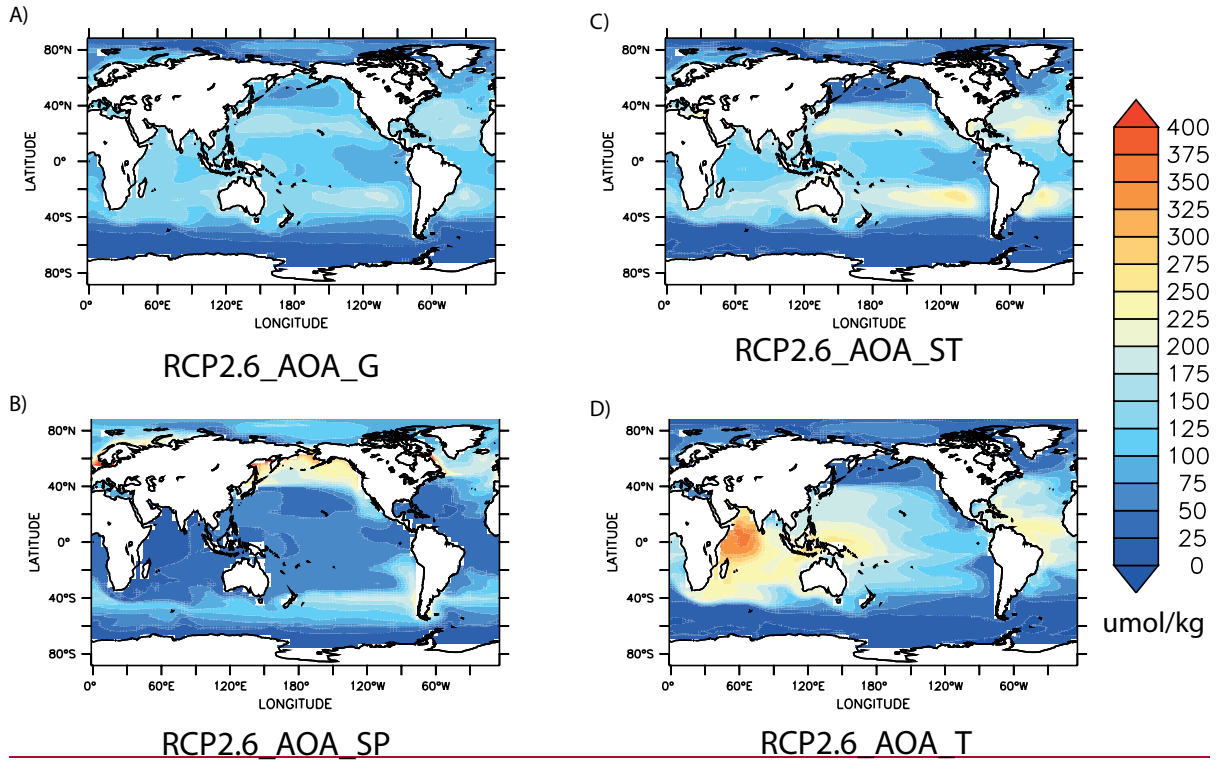 A)
80°N
40°N
0°
40°S
80°S
LATITUDE
0° 60°E 120°E 180° 120°W 60°W
LONGITUDE
RCP2.6_AOA_G
C)
80°N
40°N
0°
40°S
80°S
LATITUDE
0° 60°E 120°E 180° 120°W 60°W
LONGITUDE
RCP2.6_AOA_ST
B)
80°N
40°N
0°
40°S
80°S
LATITUDE
0° 60°E 120°E 180° 120°W 60°W
LONGITUDE
RCP2.6_AOA_SP
D)
80°N
40°N
0°
40°S
80°S
LATITUDE
0° 60°E 120°E 180° 120°W 60°W
LONGITUDE
RCP2.6_AOA_T
400
375
350
325
300
275
250
225
200
175
150
125
100
75
50
25
0
umol/kg